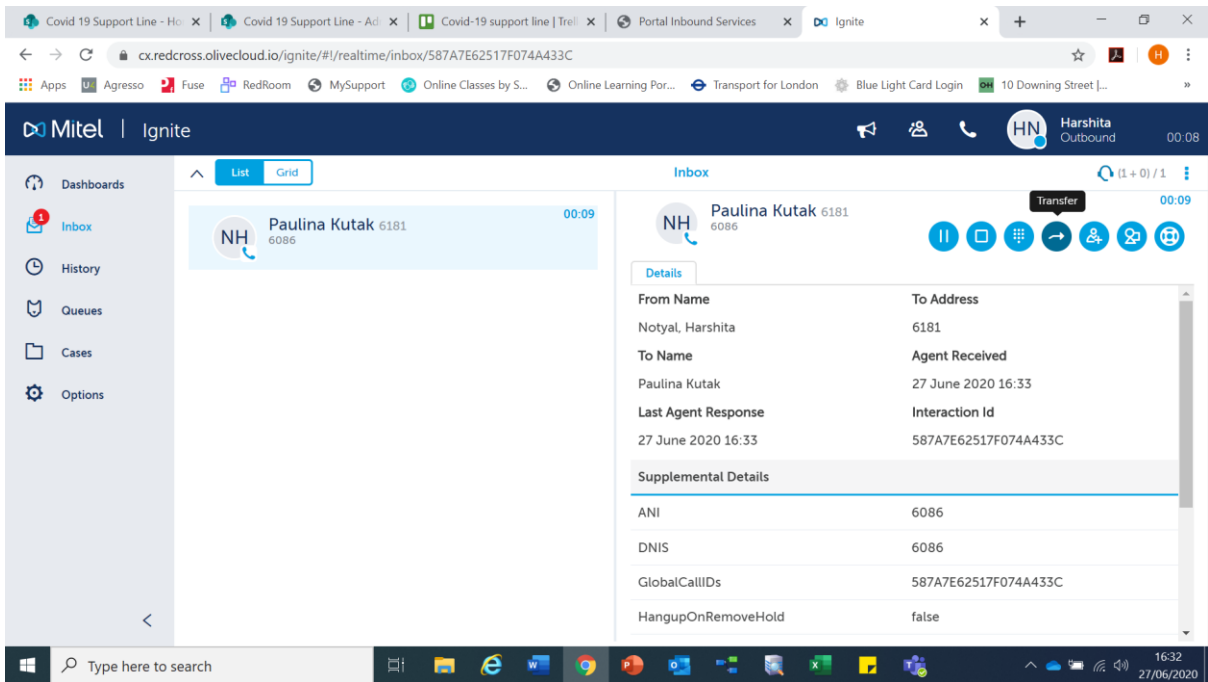 Covid 19 Support Line - Ho
Covid 19 Support Line - Ad
Covid-19 support line | Trell
Portal Inbound Services
Ignite
cx.redcross.olivecloud.io/ignite/#!/realtime/inbox/587A7E62517F074A433C
H
Apps
U4 Agresso
Fuse
RedRoom
MySupport
Online Classes by S...
Online Learning Por...
Transport for London
Blue Light Card Login
OH 10 Downing Street |...
»
Mitel | Ignite
HN
Harshita
Outbound
00:08
Dashboards
1
Inbox
History
Queues
Cases
Options
List
Grid
Inbox
(1 + 0) / 1
NH
Paulina Kutak 6181
6086
00:09
NH
Paulina Kutak 6181
6086
Transfer
00:09
Details
From Name
To Address
Notyal, Harshita
6181
To Name
Agent Received
Paulina Kutak
27 June 2020 16:33
Last Agent Response
Interaction Id
27 June 2020 16:33
587A7E62517F074A433C
Supplemental Details
ANI
6086
DNIS
6086
GlobalCallIDs
587A7E62517F074A433C
HangupOnRemoveHold
false
Type here to search
16:32
27/06/2020